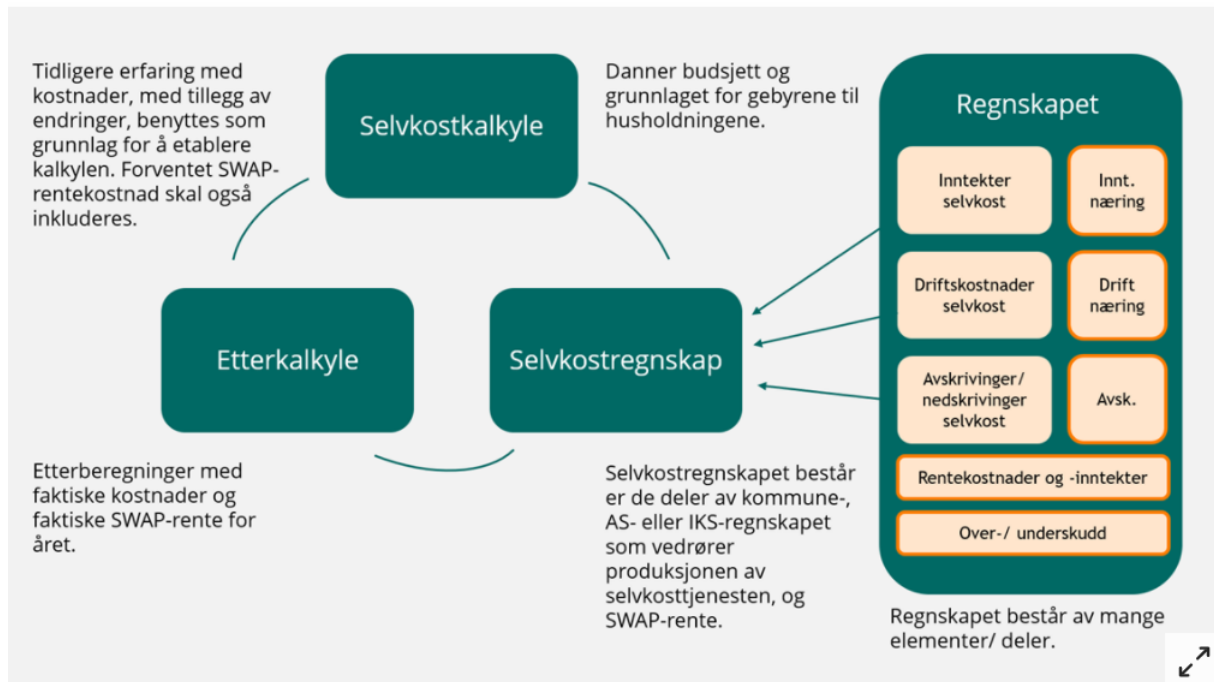 Tidligere erfaring med
kostnader, med tillegg av
endringer, benyttes som
grunnlag for å etablere
kalkylen. Forventet SWAP-
rentekostnad skal også
inkluderes.
Selvkostkalkyle
Danner budsjett og
grunnlaget for gebyrene til
husholdningene.
Etterkalkyle
Selvkostregnskap
Etterberegninger med
faktiske kostnader og
faktiske SWAP-rente for
året.
Selvkostregnskapet består
er de deler av kommune-,
AS- eller IKS-regnskapet
som vedrører
produksjonen av
selvkosttjenesten, og
SWAP-rente.
Regnskapet
Inntekter
selvkost
Innt.
næring
Driftskostnader
selvkost
Drift
næring
Avskrivinger/
nedskrivinger
selvkost
Avsk.
Rentekostnader og -inntekter
Over-/ underskudd
Regnskapet består av mange
elementer/ deler.